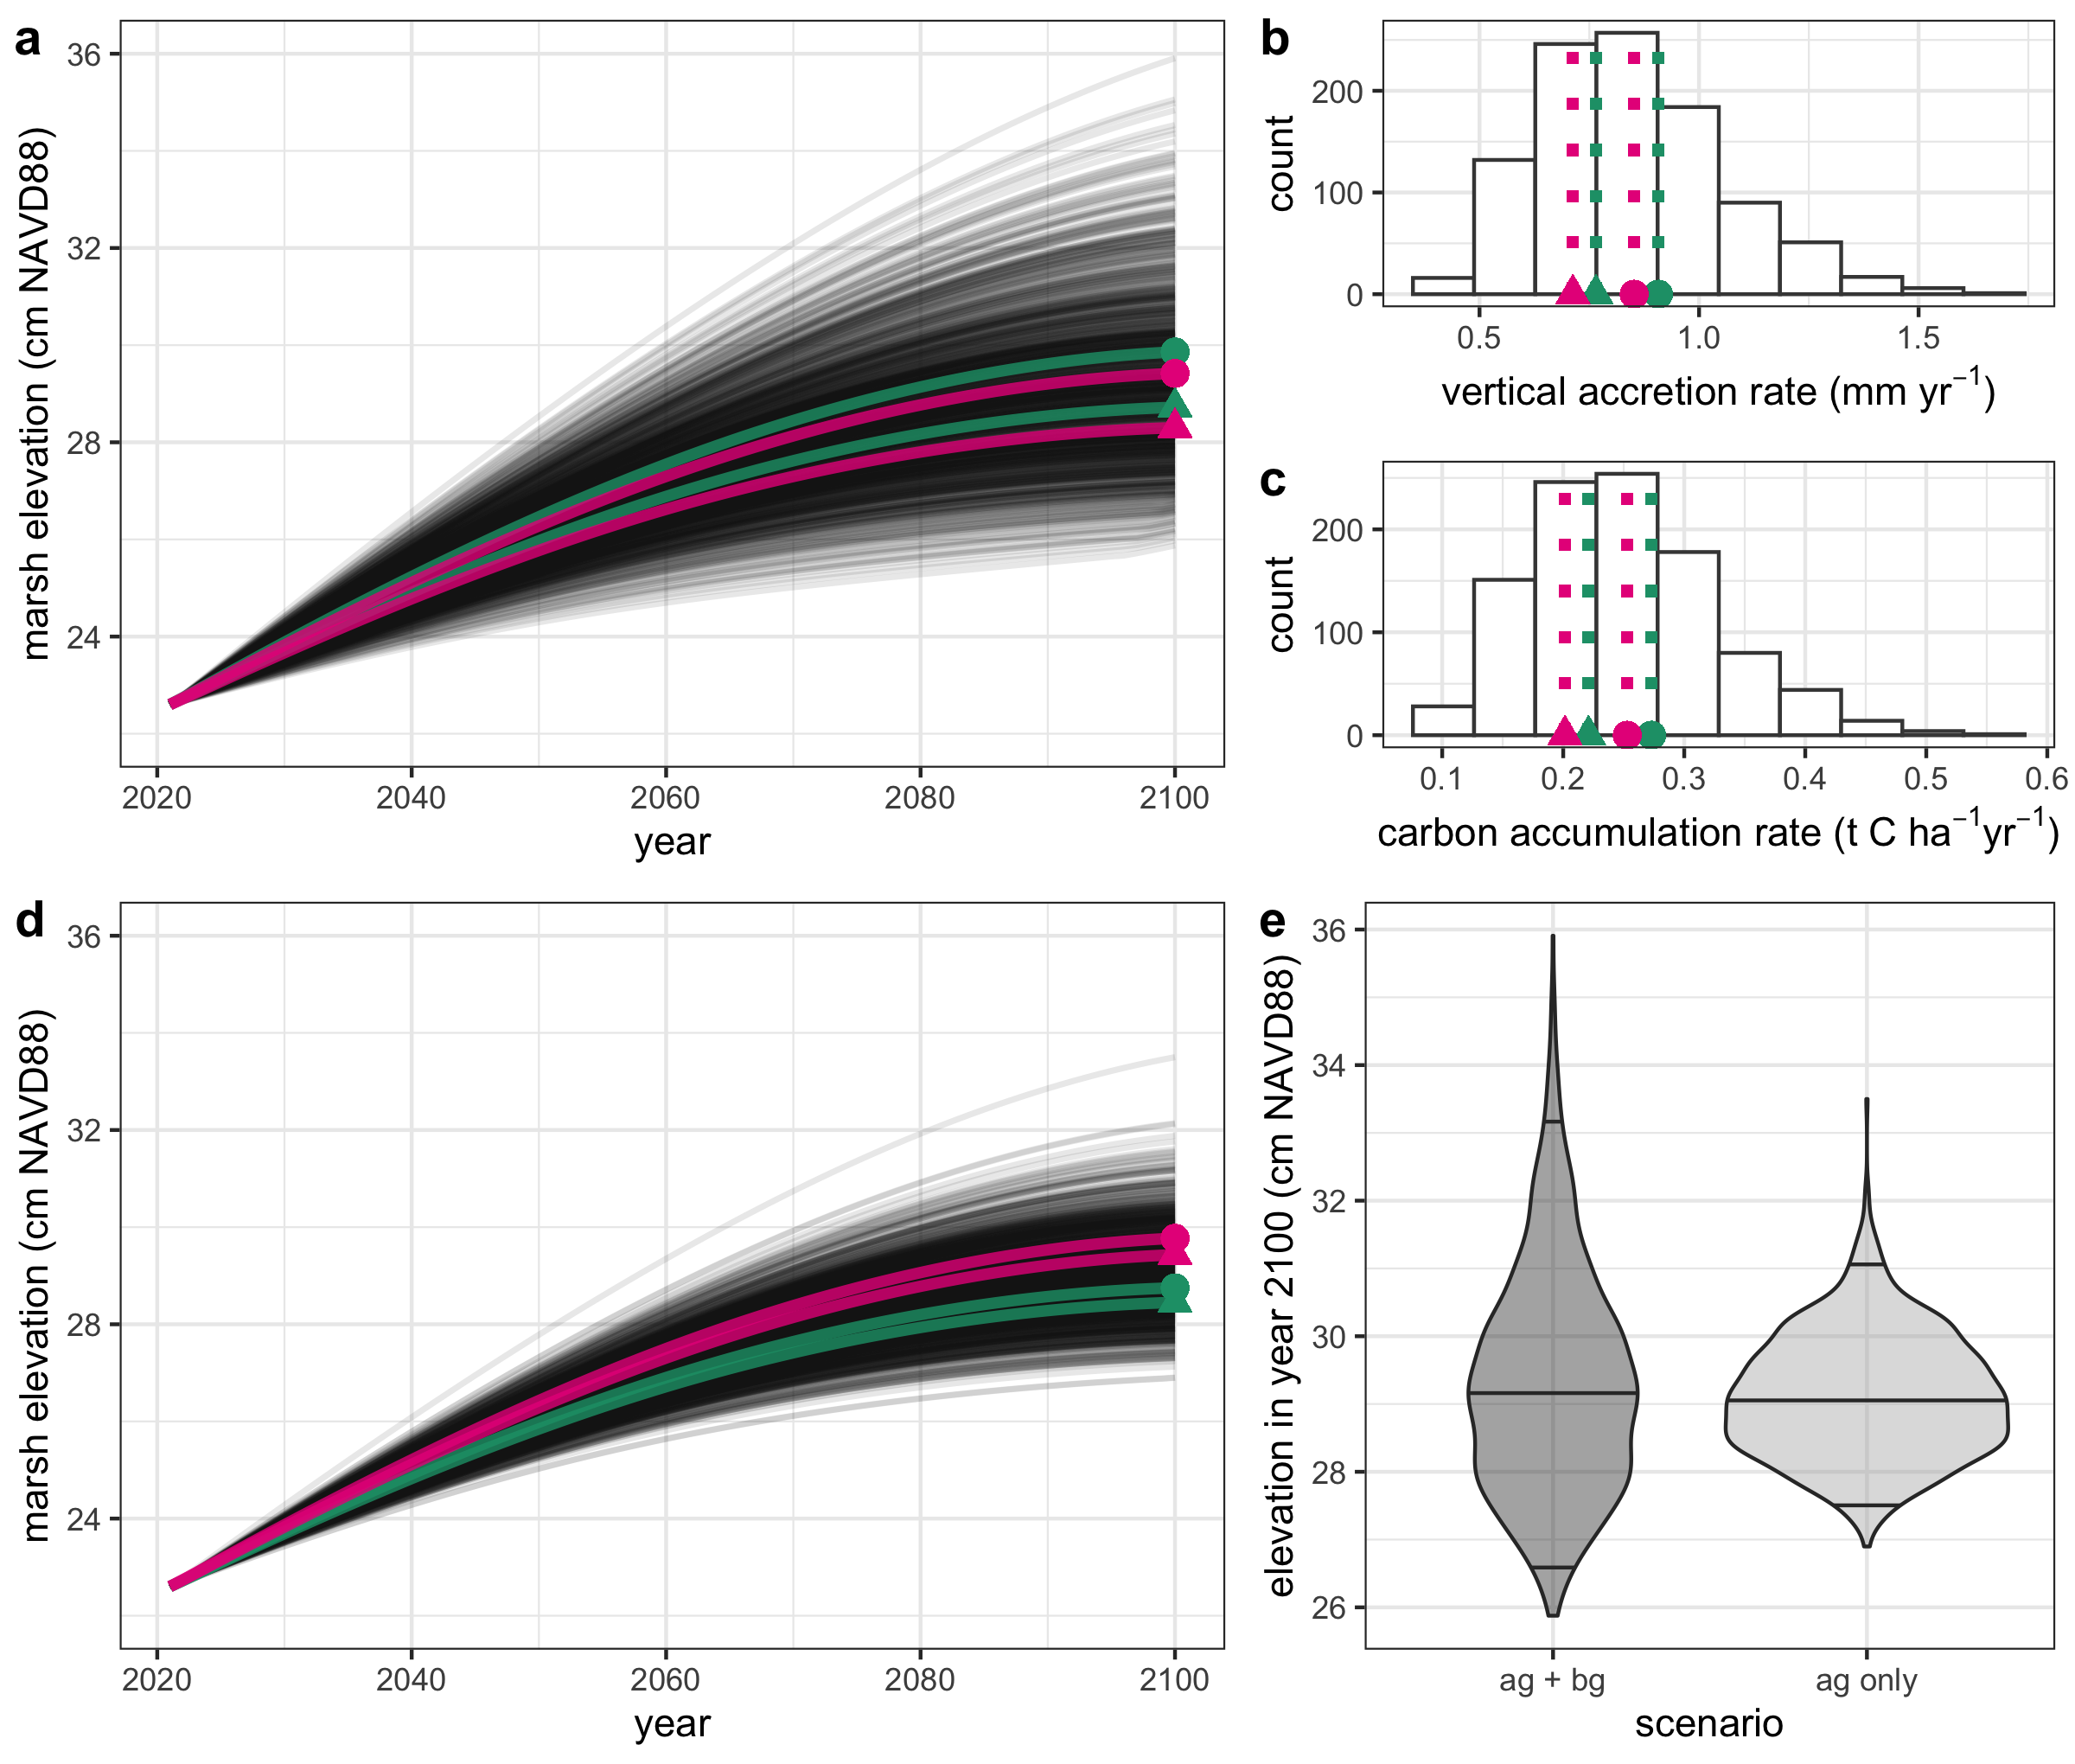 a
36
32
28
24
marsh elevation (cm NAVD88)
2020 2040 2060 2080 2100
year
b
200
100
0
count
0.5 1.0 1.5
vertical accretion rate (mm yr⁻¹)
c
200
100
0
count
0.1 0.2 0.3 0.4 0.5 0.6
carbon accumulation rate (t C ha⁻¹yr⁻¹)
d
36
32
28
24
marsh elevation (cm NAVD88)
2020 2040 2060 2080 2100
year
e
36
34
32
30
28
26
elevation in year 2100 (cm NAVD88)
ag + bg ag only
scenario